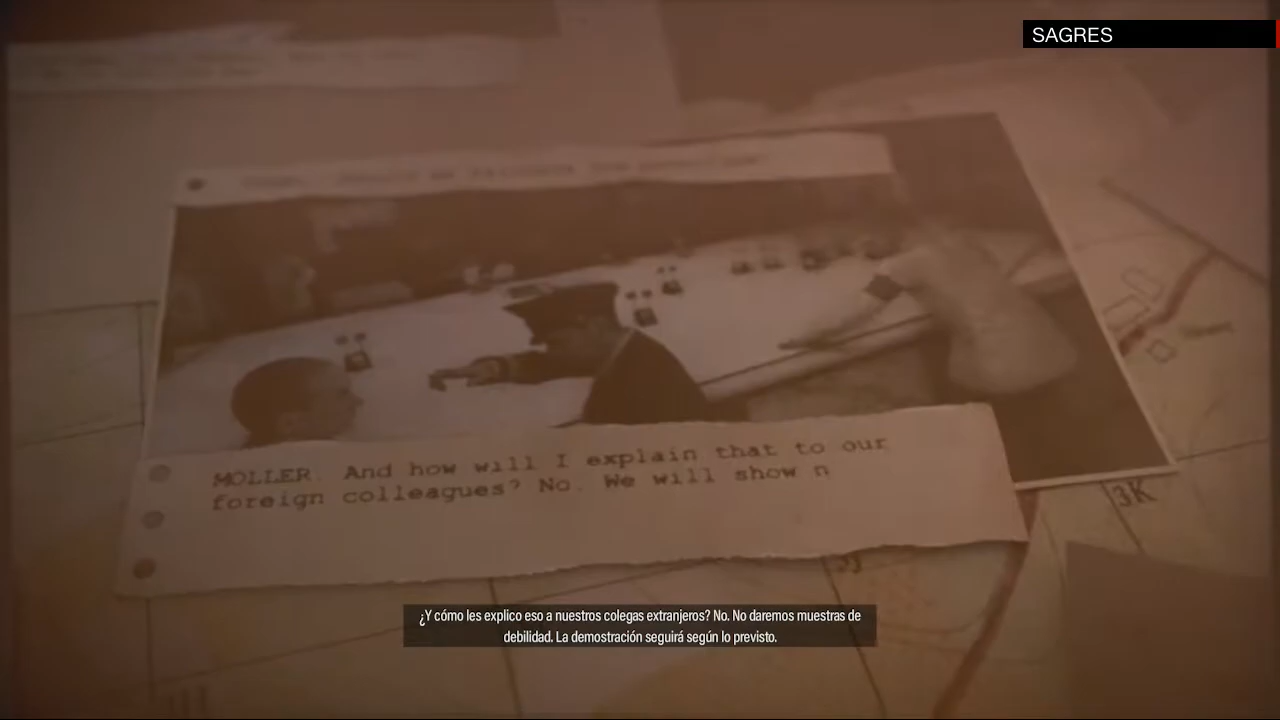 SAGRES
MOLLER. And how will I explain that to our
foreign colleagues? No. We will show n
3K
¿Y cómo les explico eso a nuestros colegas extranjeros? No. No daremos muestras de
debilidad. La demostración seguirá según lo previsto.